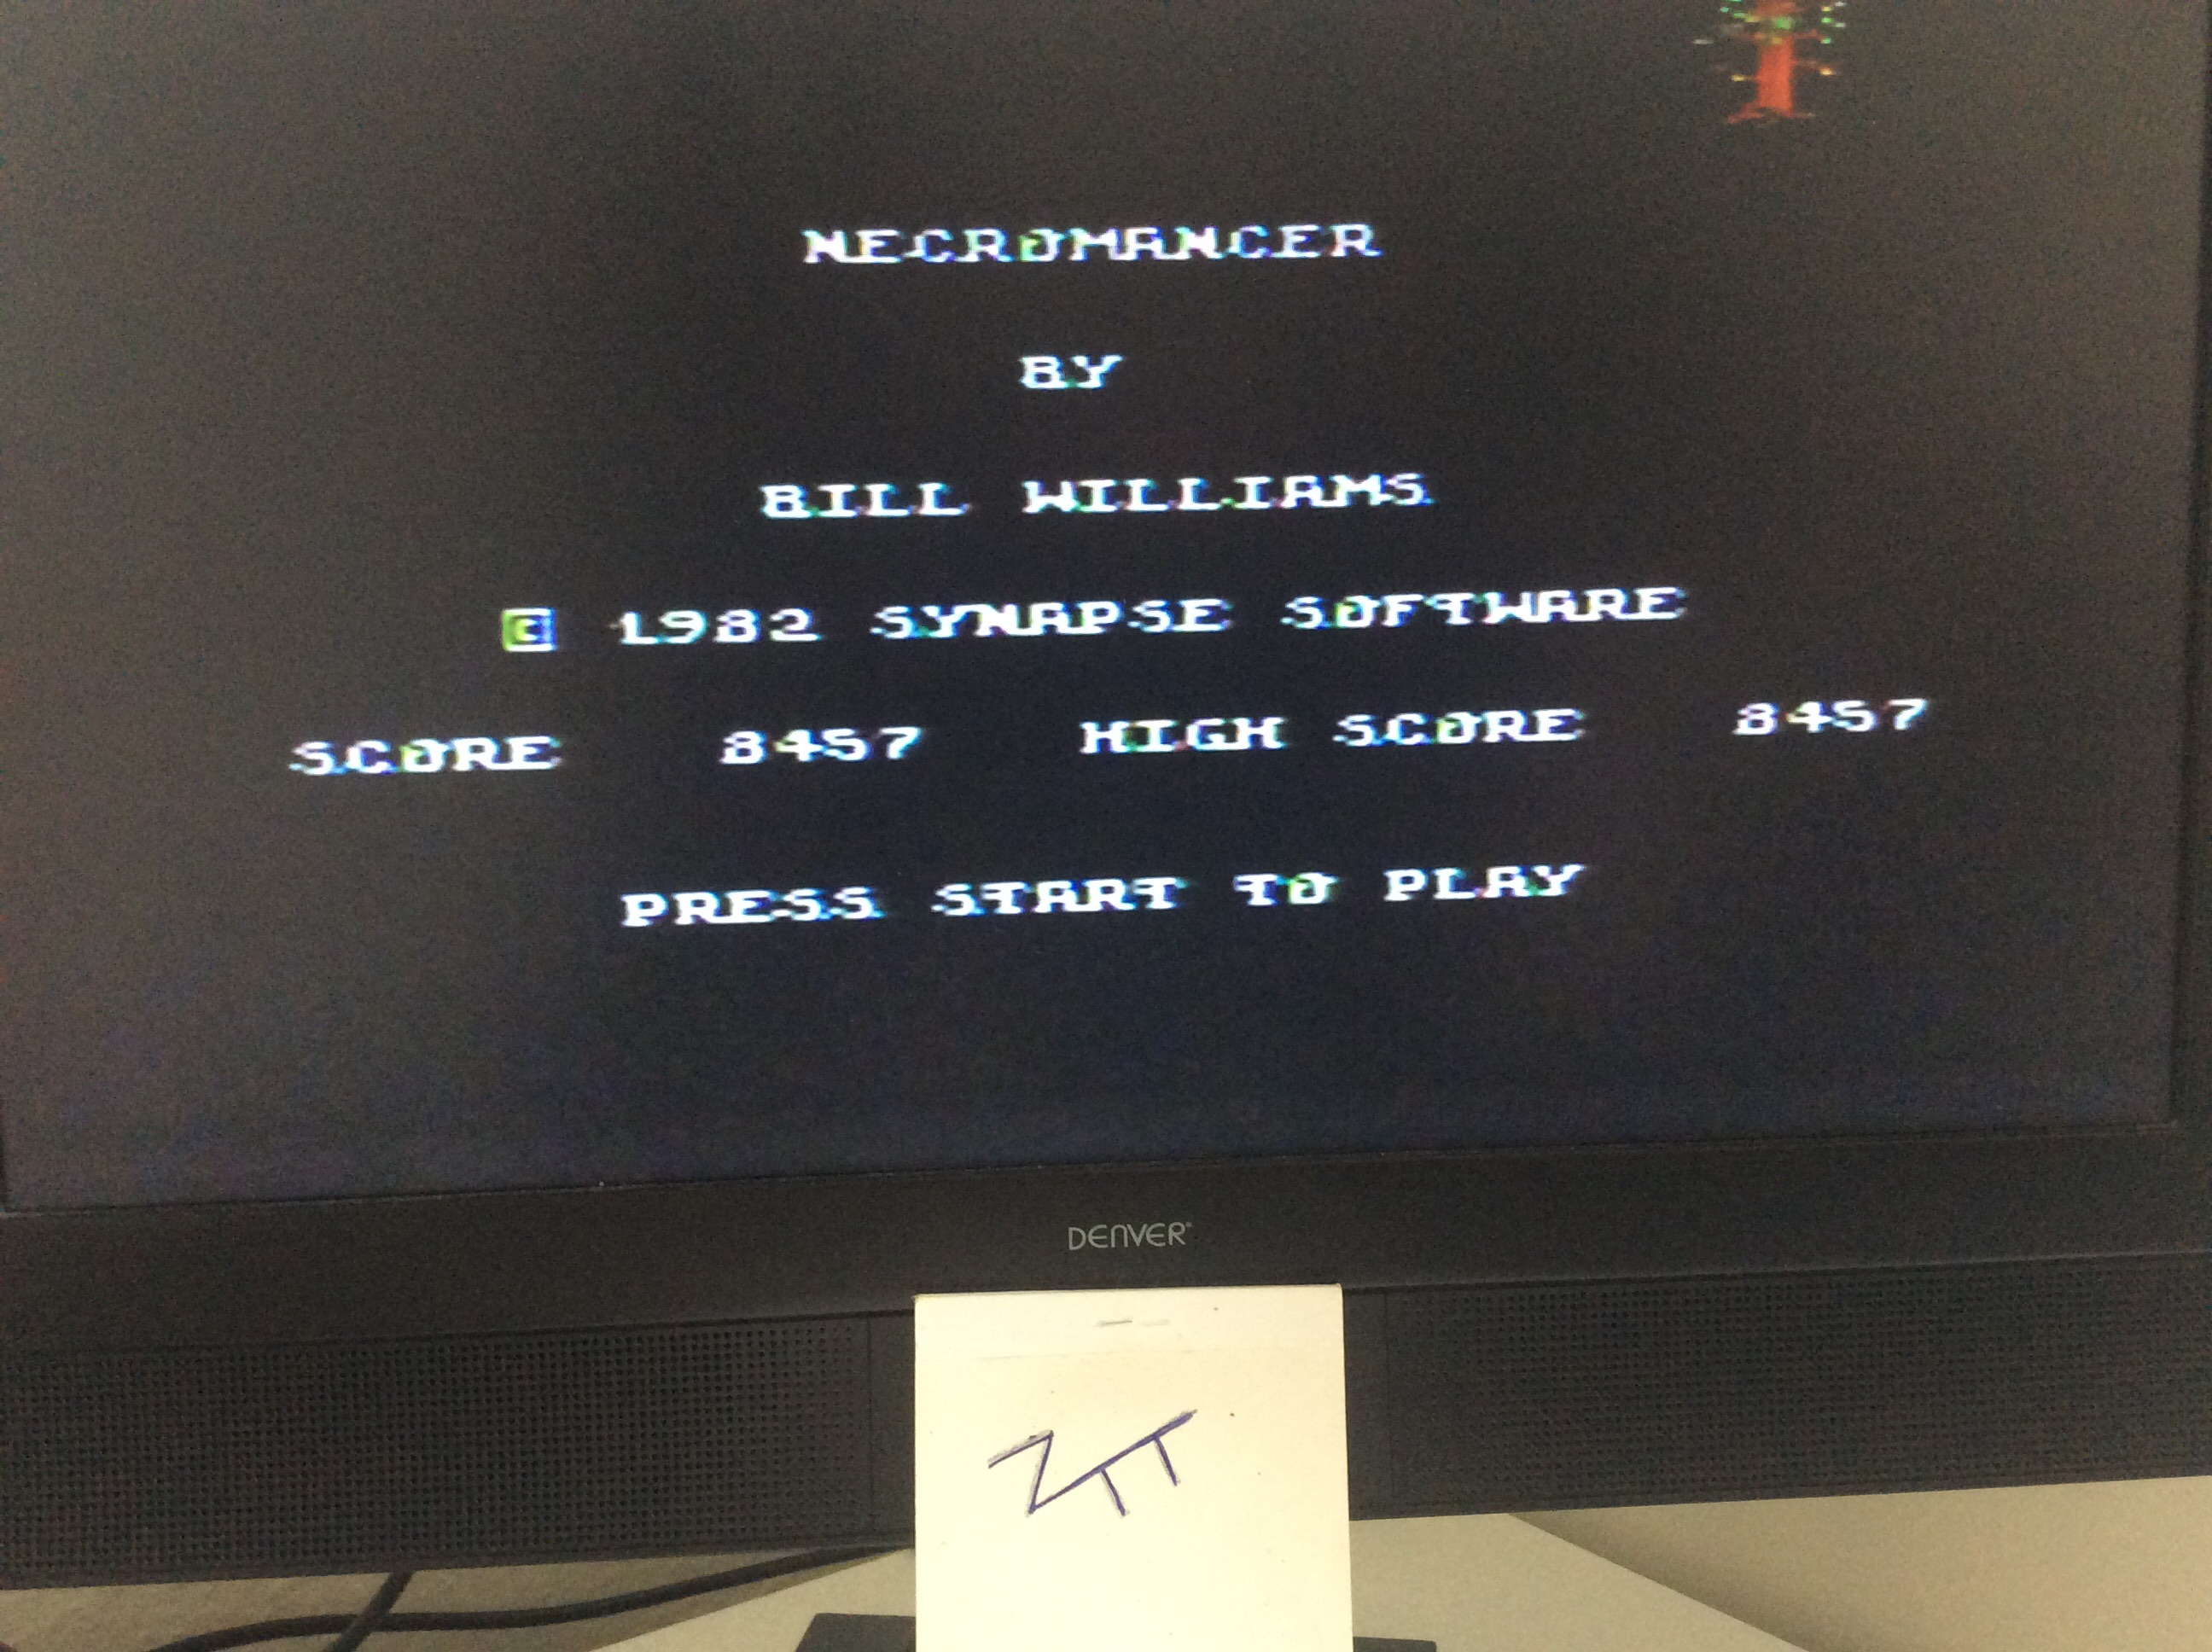 NECROMANCER
BY
BILL WILLIAMS
© 1982 SYNAPSE SOFTWARE
SCORE 8457 HIGH SCORE 8457
PRESS START TO PLAY
DENVER
ZTT